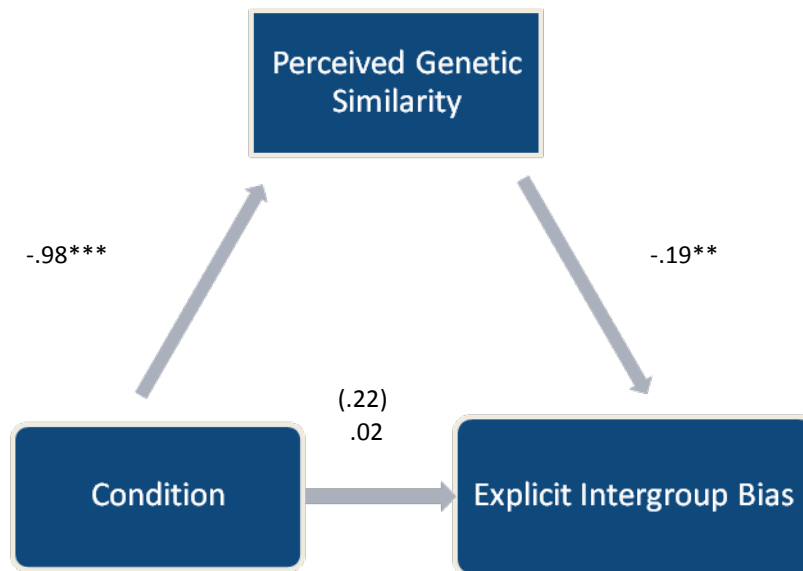 Perceived Genetic
Similarity
-.98***
-.19**
(.22)
.02
Condition
Explicit Intergroup Bias